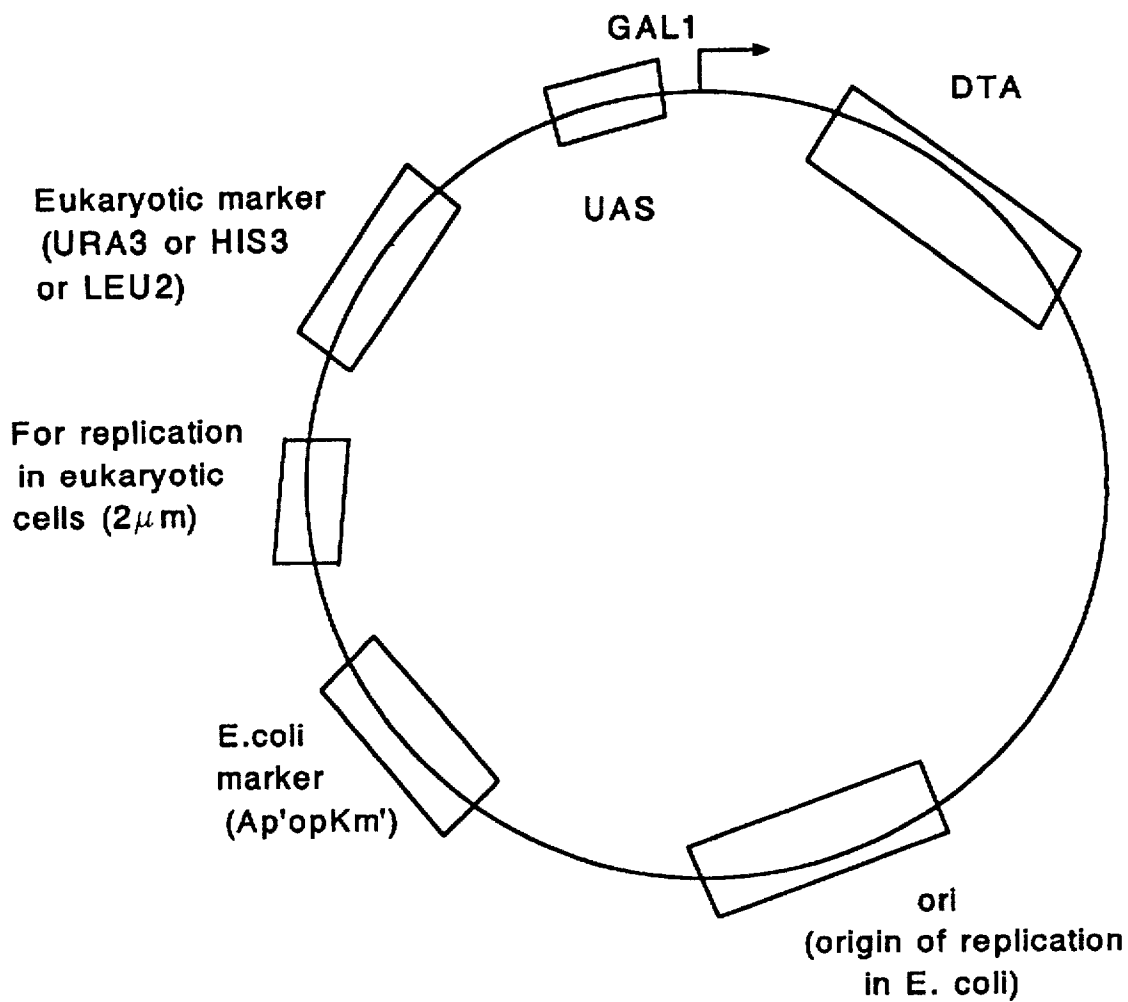 GAL1
DTA
UAS
Eukaryotic marker
(URA3 or HIS3
or LEU2)
For replication
in eukaryotic
cells (2μm)
E.coli
marker
(Ap'opKm')
ori
(origin of replication
in E. coli)